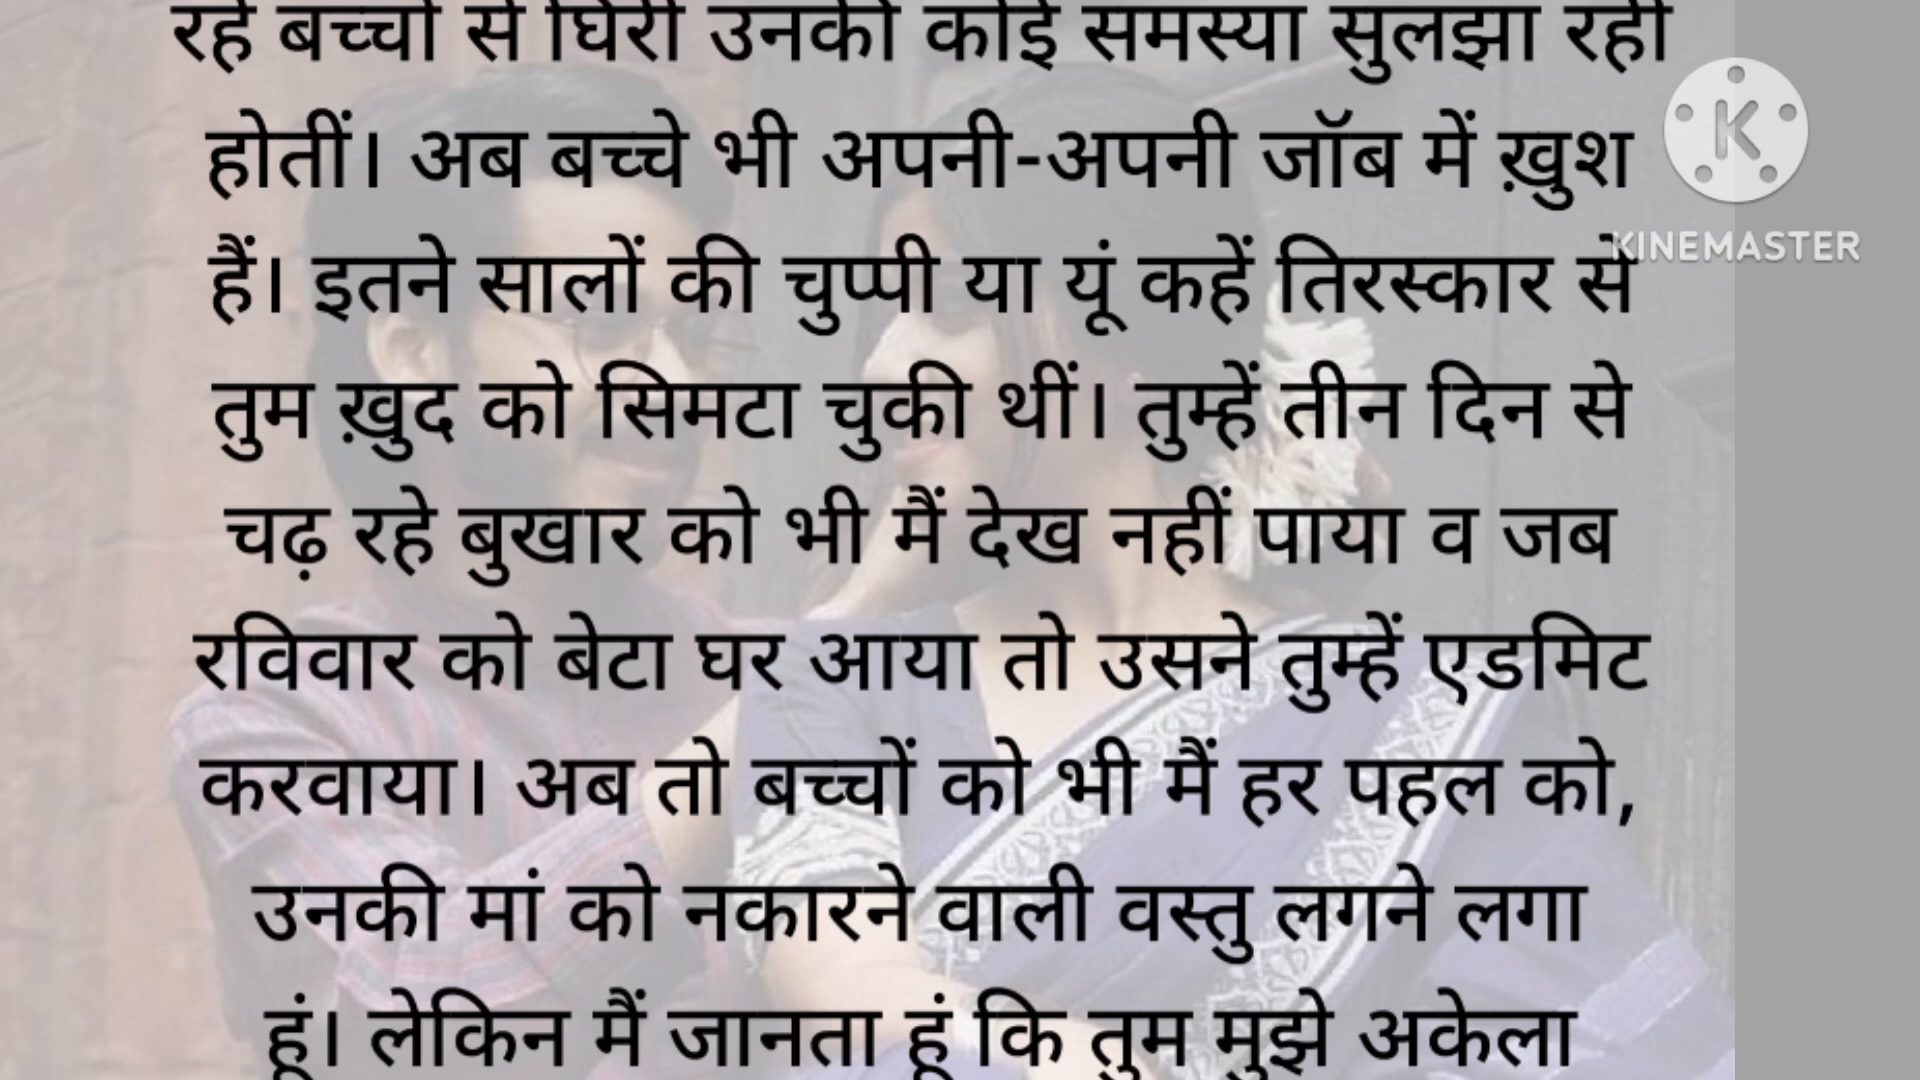 रहे बच्चों से घिरी उनकी कोई समस्या सुलझा रही
होतीं। अब बच्चे भी अपनी-अपनी जॉब में ख़ुश
हैं। इतने सालों की चुप्पी या यूं कहें तिरस्कार से
तुम ख़ुद को सिमटा चुकी थीं। तुम्हें तीन दिन से
चढ़ रहे बुखार को भी मैं देख नहीं पाया व जब
रविवार को बेटा घर आया तो उसने तुम्हें एडमिट
करवाया। अब तो बच्चों को भी मैं हर पहल को,
उनकी मां को नकारने वाली वस्तु लगने लगा
हूं। लेकिन मैं जानता हूं कि तुम मुझे अकेला
K
KINEMASTER